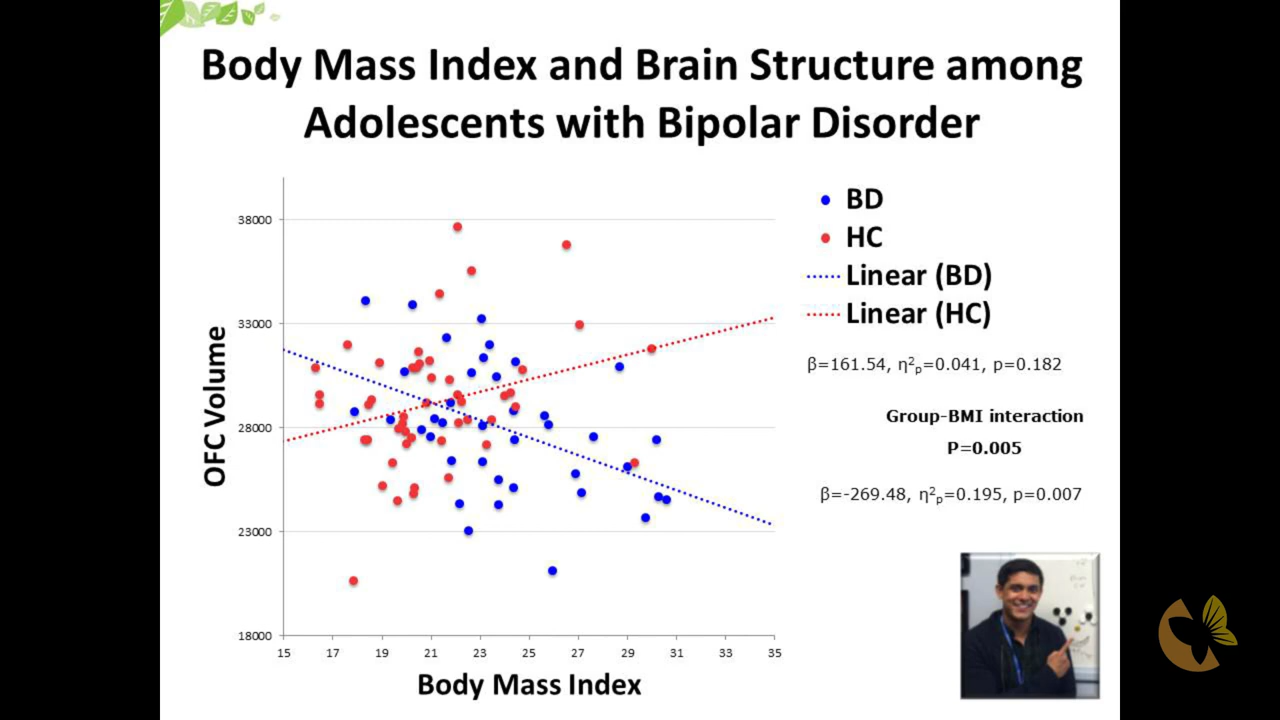 Body Mass Index and Brain Structure among
Adolescents with Bipolar Disorder
OFC Volume
38000
33000
28000
23000
18000
15 17 19 21 23 25 27 29 31 33 35
Body Mass Index
BD
HC
Linear (BD)
Linear (HC)
β=161.54, η²ₚ=0.041, p=0.182
Group-BMI interaction
P=0.005
β=-269.48, η²ₚ=0.195, p=0.007